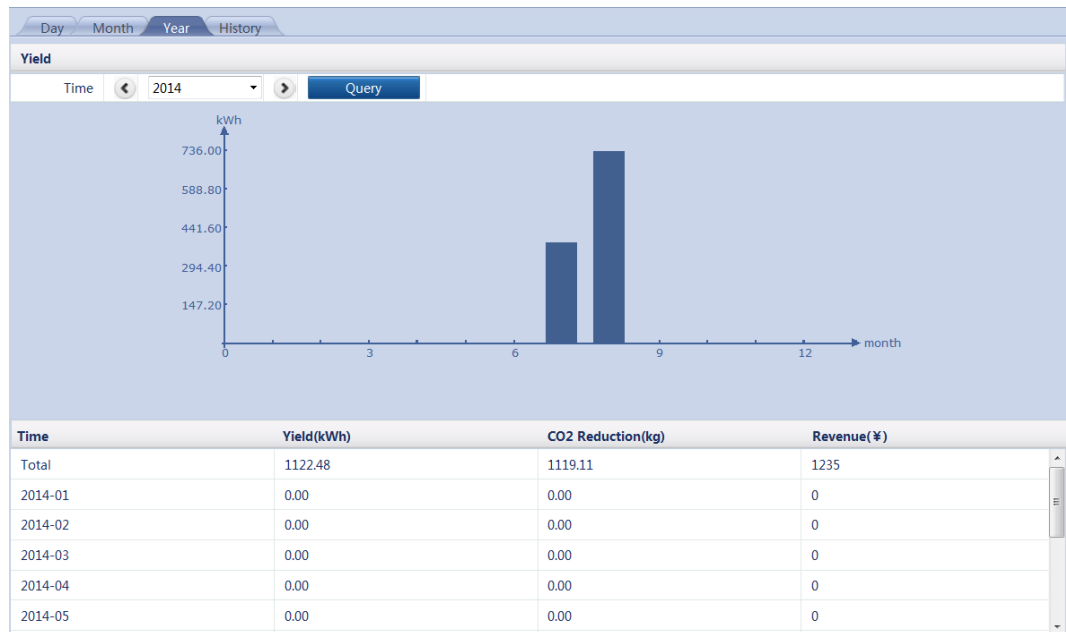 Day Month Year History
Yield
Time 2014 Query
kWh
736.00
588.80
441.60
294.40
147.20
0 3 6 9 12 month
Time Yield(kWh) CO2 Reduction(kg) Revenue(¥)
Total 1122.48 1119.11 1235
2014-01 0.00 0.00 0
2014-02 0.00 0.00 0
2014-03 0.00 0.00 0
2014-04 0.00 0.00 0
2014-05 0.00 0.00 0